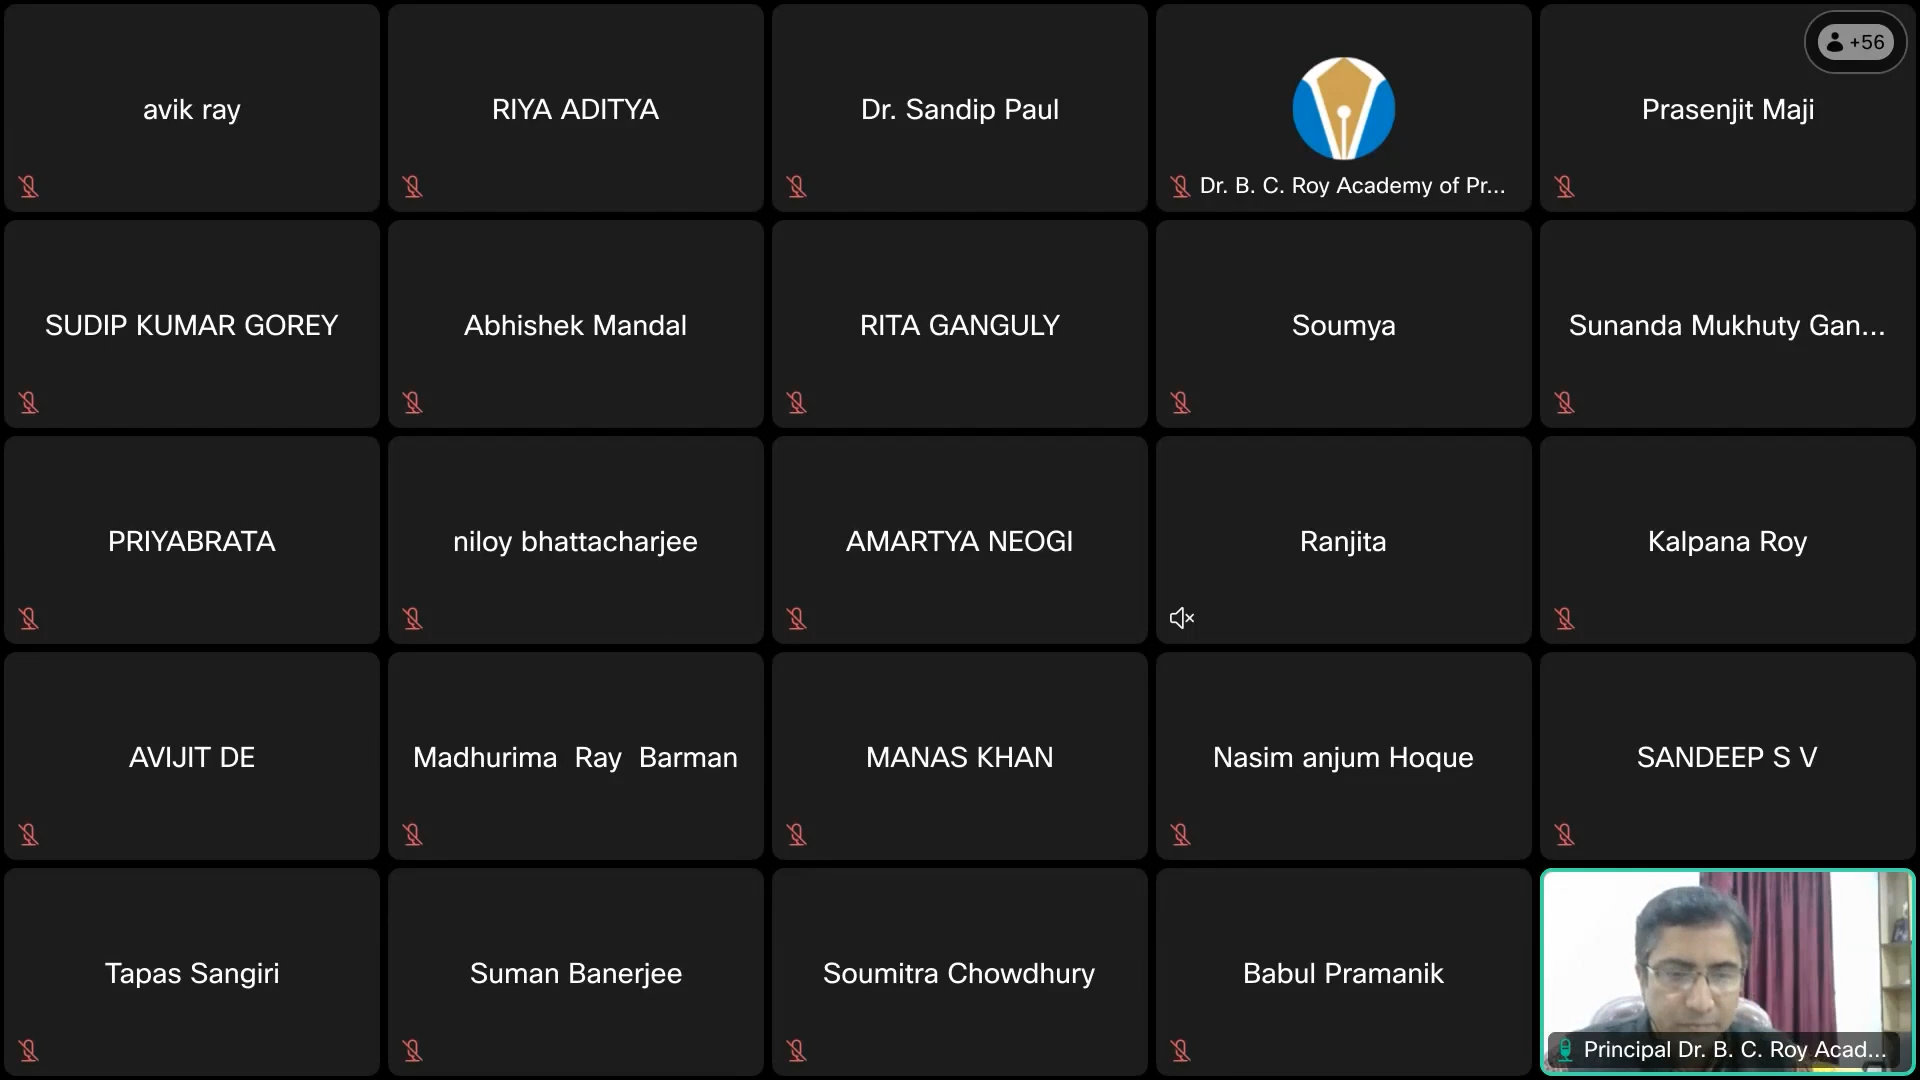 +56
avik ray
RIYA ADITYA
Dr. Sandip Paul
Dr. B. C. Roy Academy of Pr...
Prasenjit Maji
SUDIP KUMAR GOREY
Abhishek Mandal
RITA GANGULY
Soumya
Sunanda Mukhuty Gan...
PRIYABRATA
niloy bhattacharjee
AMARTYA NEOGI
Ranjita
Kalpana Roy
AVIJIT DE
Madhurima Ray Barman
MANAS KHAN
Nasim anjum Hoque
SANDEEP S V
Tapas Sangiri
Suman Banerjee
Soumitra Chowdhury
Babul Pramanik
Principal Dr. B. C. Roy Acad...